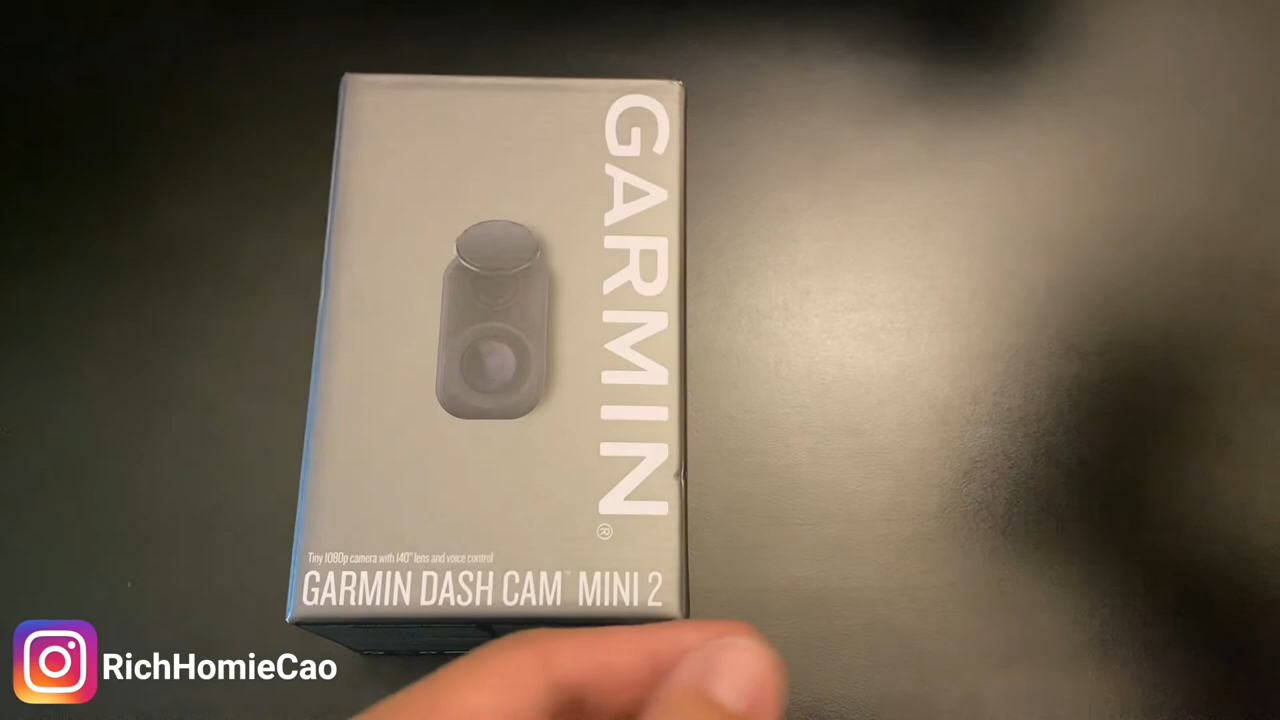 GARMIN®
Tiny 1080p camera with 140° lens and voice control
GARMIN DASH CAM™ MINI 2
RichHomieCao